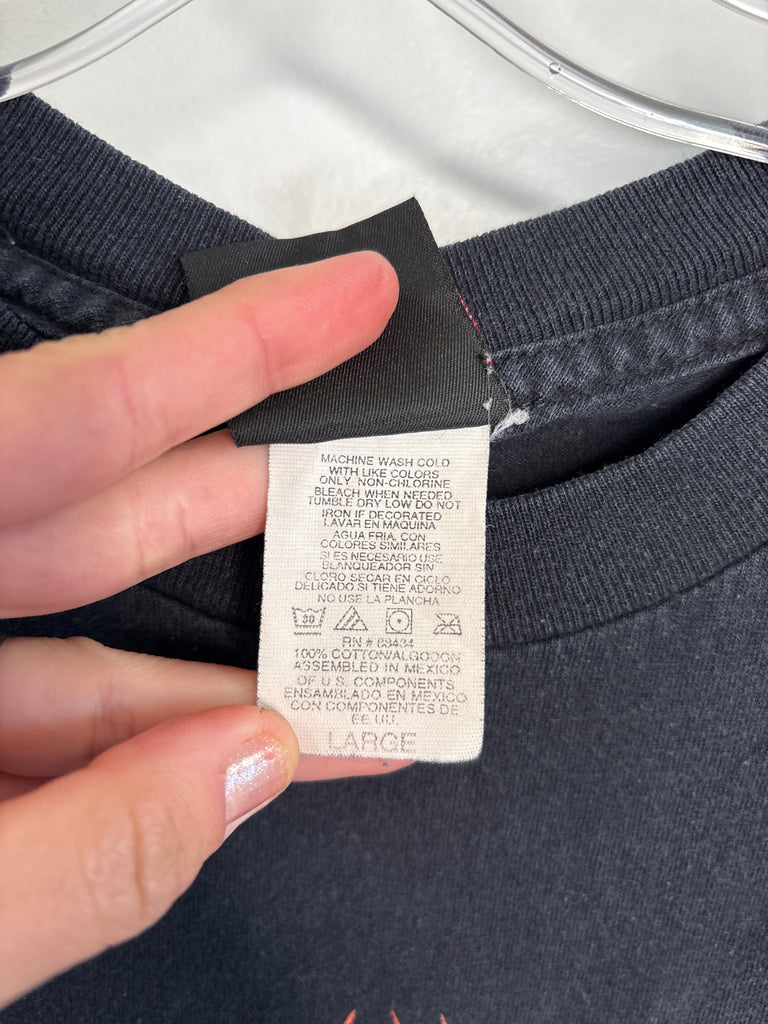 MACHINE WASH COLD
WITH LIKE COLORS
ONLY NON-CHLORINE
BLEACH WHEN NEEDED
TUMBLE DRY LOW DO NOT
IRON IF DECORATED
LAVAR EN MAQUINA
AGUA FRIA, CON
COLORES SIMILARES
SI ES NECESARIO USE
BLANQUEADOR SIN
CLORO SECAR EN CICLO
DELICADO SI TIENE ADORNO
NO USE LA PLANCHA
30
RN # 89434
100% COTTON/ALGODON
ASSEMBLED IN MEXICO
OF U.S. COMPONENTS
ENSAMBLADO EN MEXICO
CON COMPONENTES DE
EE.UU.
LARGE